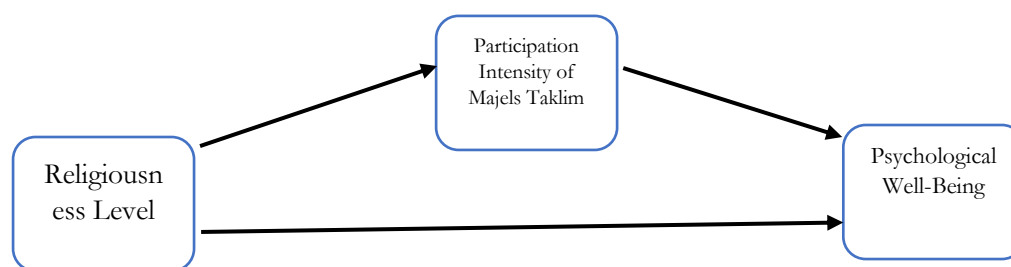 Participation
Intensity of
Majels Taklim
Religiousn
ess Level
Psychological
Well-Being